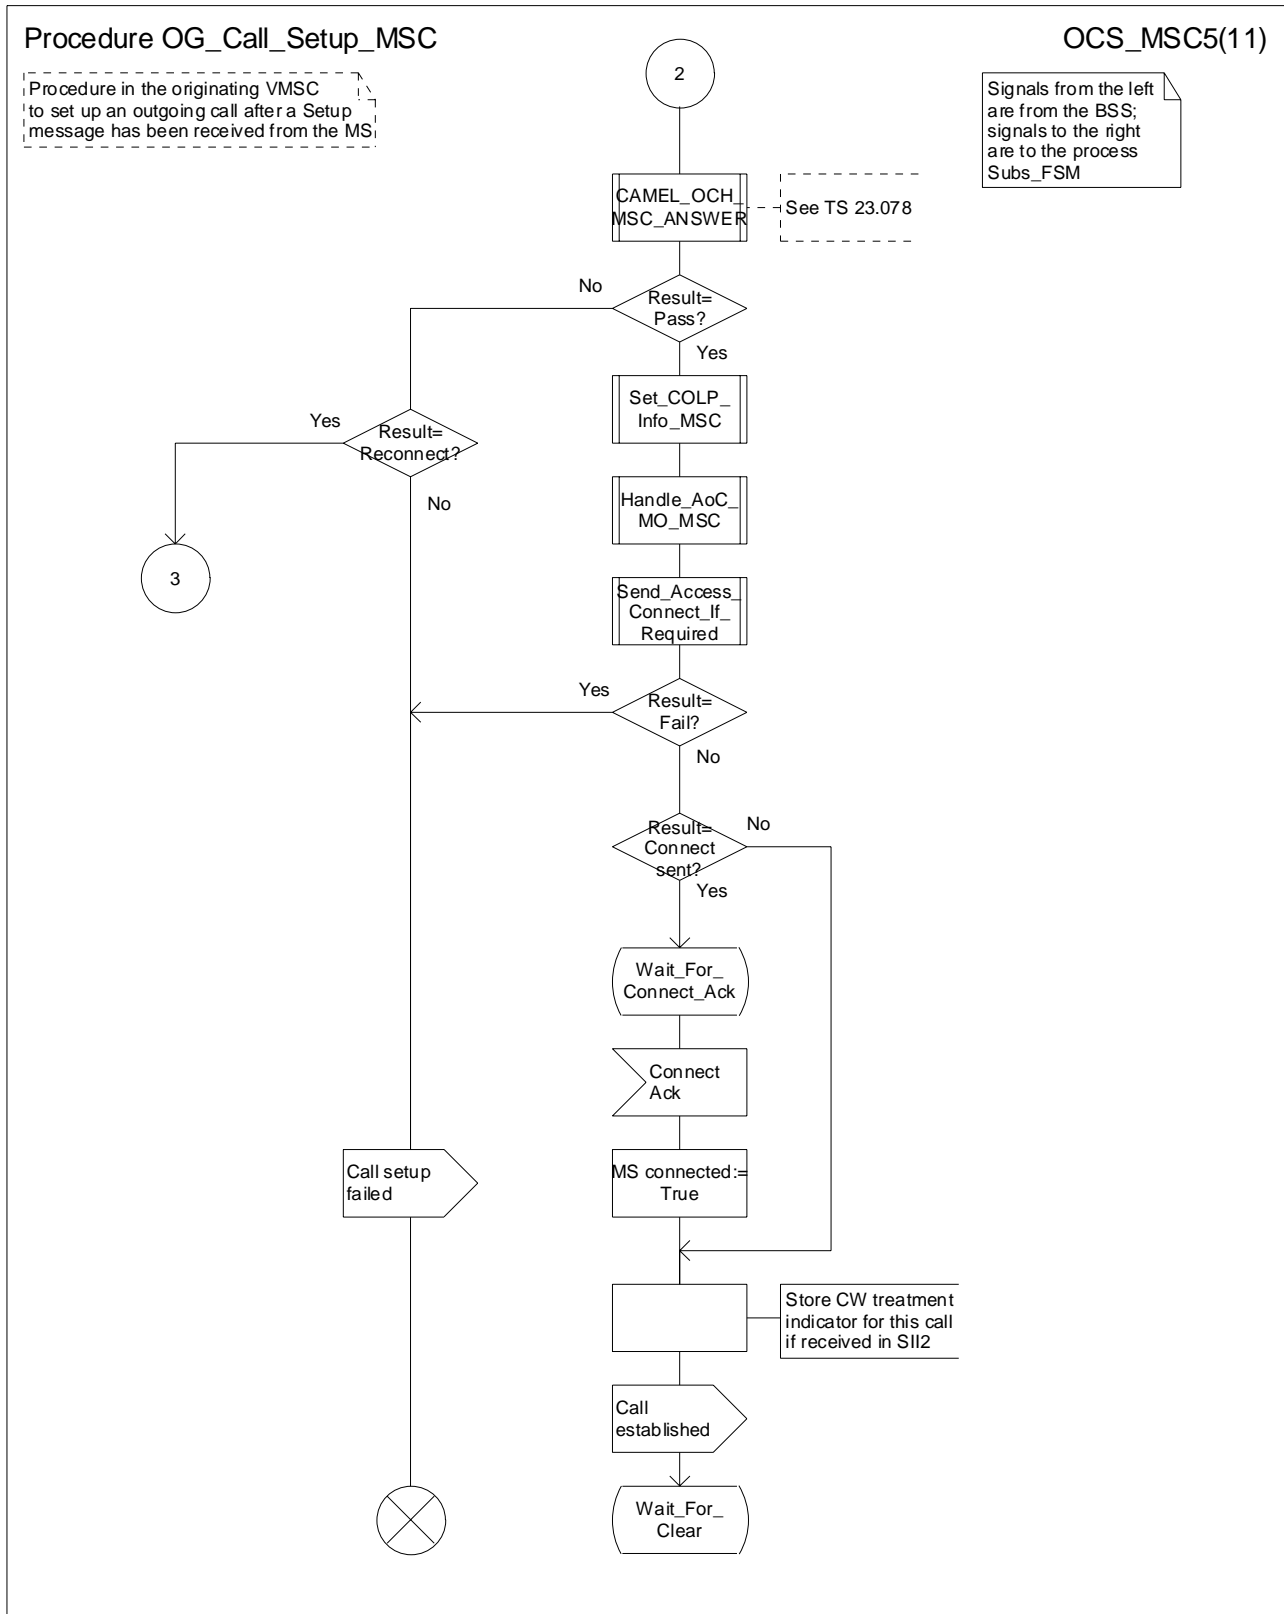 Procedure OG_Call_Setup_MSC
OCS_MSC5(11)
Procedure in the originating VMSC
to set up an outgoing call after a Setup
message has been received from the MS
Signals from the left
are from the BSS;
signals to the right
are to the process
Subs_FSM
2
CAMEL_OCH_
MSC_ANSWER
See TS 23.078
No
Result=
Pass?
Yes
Set_COLP_
Info_MSC
Yes
Result=
Reconnect?
No
Handle_AoC_
MO_MSC
3
Send_Access_
Connect_If_
Required
Yes
Result=
Fail?
No
Result=
Connect
sent?
No
Yes
Wait_For_
Connect_Ack
Connect
Ack
Call setup
failed
MS connected:=
True
Store CW treatment
indicator for this call
if received in SII2
Call
established
Wait_For_
Clear